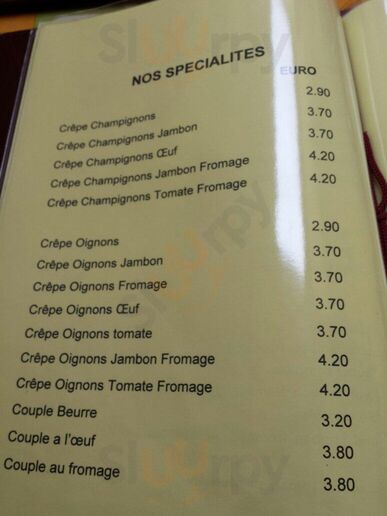 NOS SPECIALITES
EURO
Crêpe Champignons 2.90
Crêpe Champignons Jambon 3.70
Crêpe Champignons Œuf 3.70
Crêpe Champignons Jambon Fromage 4.20
Crêpe Champignons Tomate Fromage 4.20
Crêpe Oignons 2.90
Crêpe Oignons Jambon 3.70
Crêpe Oignons Fromage 3.70
Crêpe Oignons Œuf 3.70
Crêpe Oignons tomate 3.70
Crêpe Oignons Jambon Fromage 4.20
Crêpe Oignons Tomate Fromage 4.20
Couple Beurre 3.20
Couple a l'œuf 3.80
Couple au fromage 3.80
Sluurpy
Sluurpy
Sluurpy